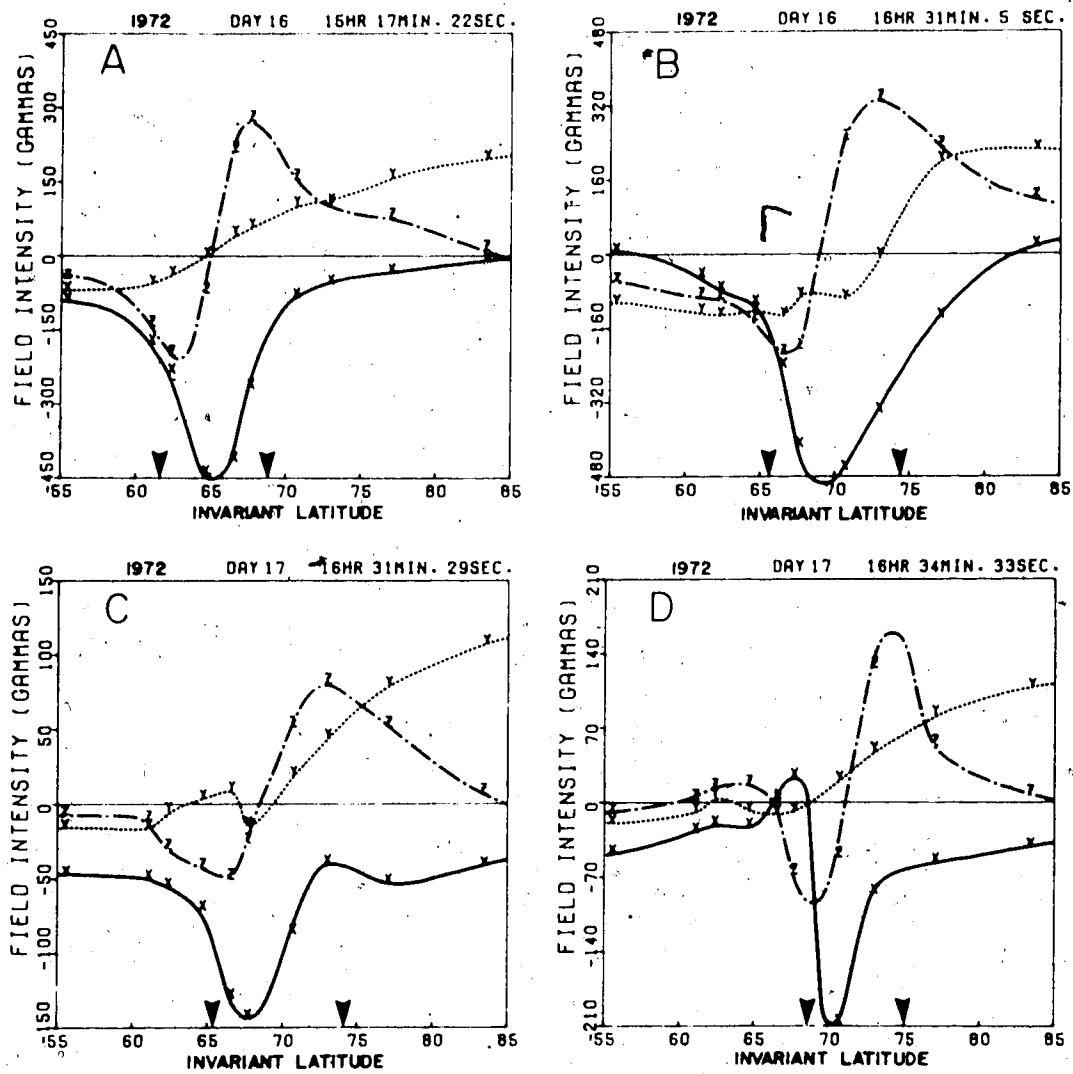 1972 DAY 16 15HR 17MIN. 22SEC.
A
FIELD INTENSITY (GAMMAS)
450
300
150
0
-150
-300
-450
55 60 65 70 75 80 85
INVARIANT LATITUDE
1972 DAY 16 16HR 31MIN. 5 SEC.
B
FIELD INTENSITY (GAMMAS)
480
320
160
0
-160
-320
-480
55 60 65 70 75 80 85
INVARIANT LATITUDE
1972 DAY 17 16HR 31MIN. 29SEC.
C
FIELD INTENSITY (GAMMAS)
150
100
50
0
-50
-100
-150
55 60 65 70 75 80 85
INVARIANT LATITUDE
1972 DAY 17 16HR 34MIN. 33SEC.
D
FIELD INTENSITY (GAMMAS)
210
140
70
0
-70
-140
-210
55 60 65 70 75 80 85
INVARIANT LATITUDE